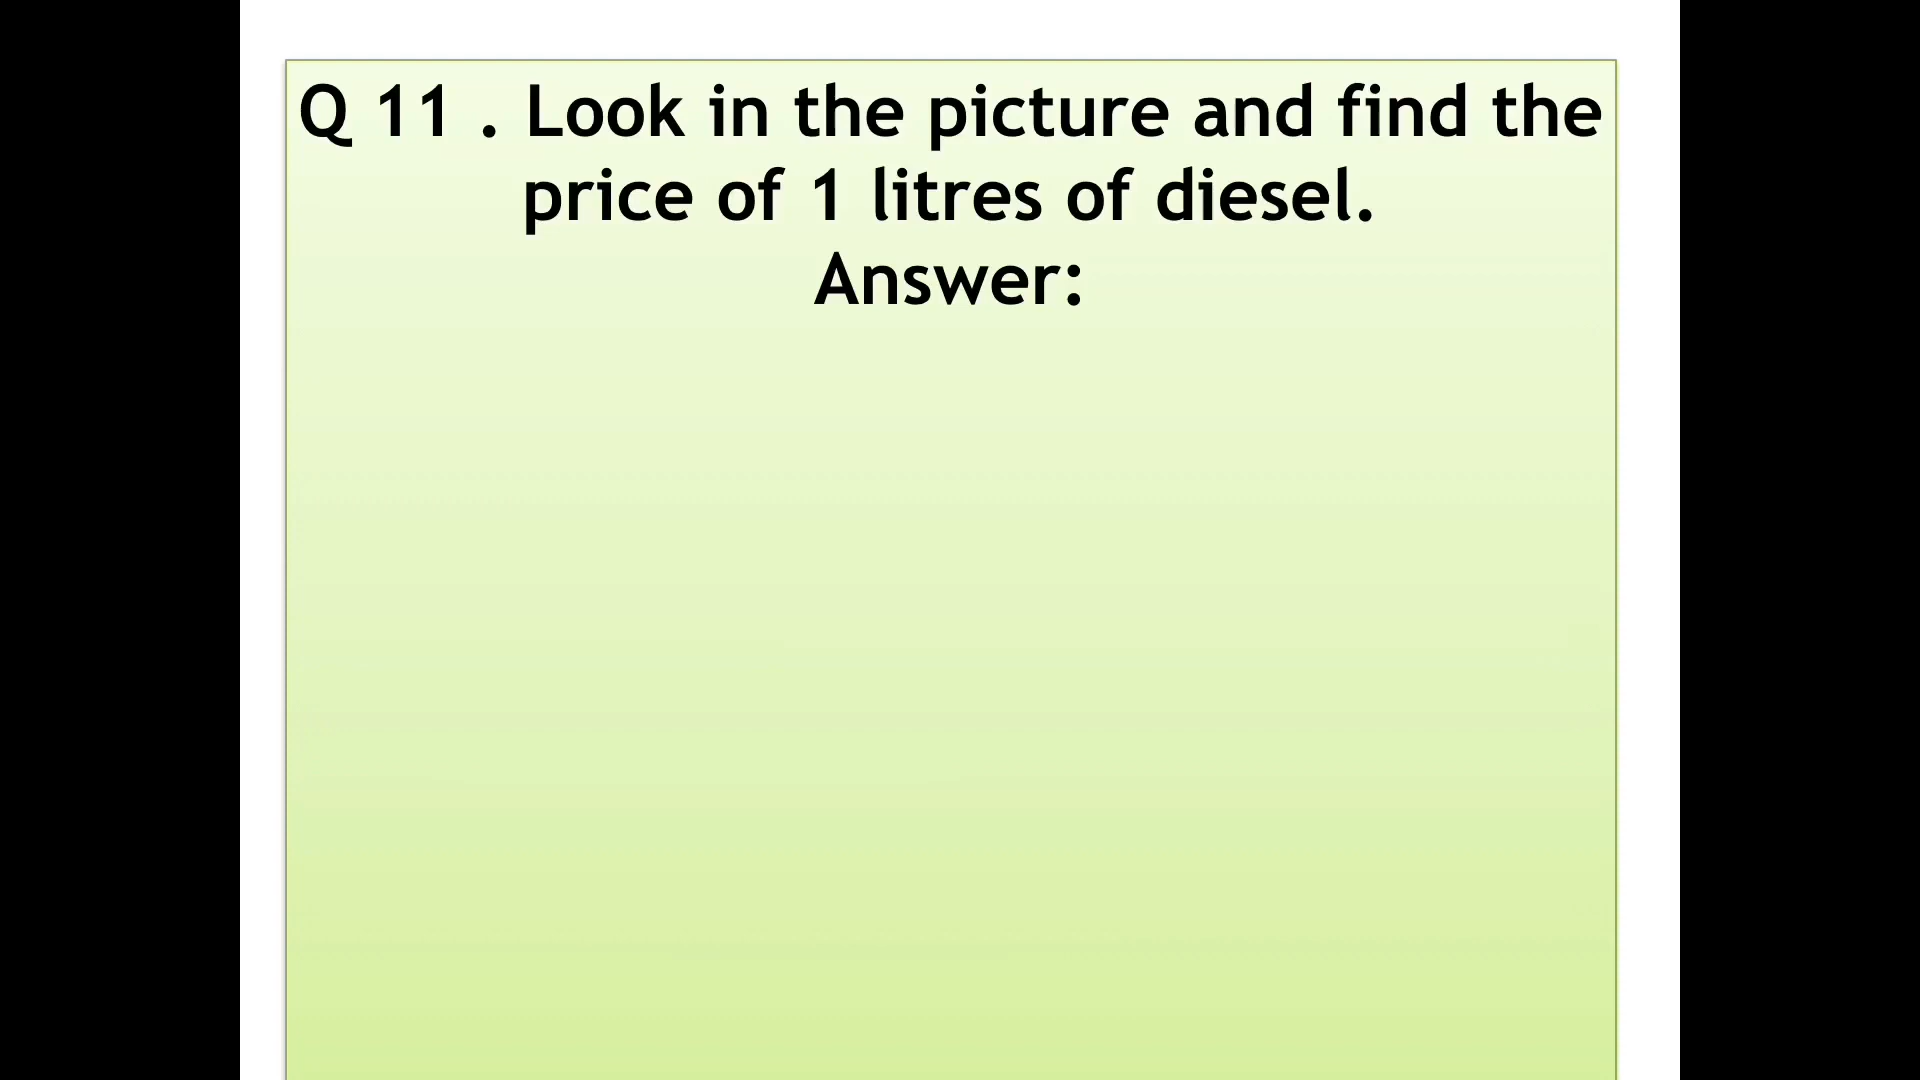 Q 11 . Look in the picture and find the
price of 1 litres of diesel.
Answer: